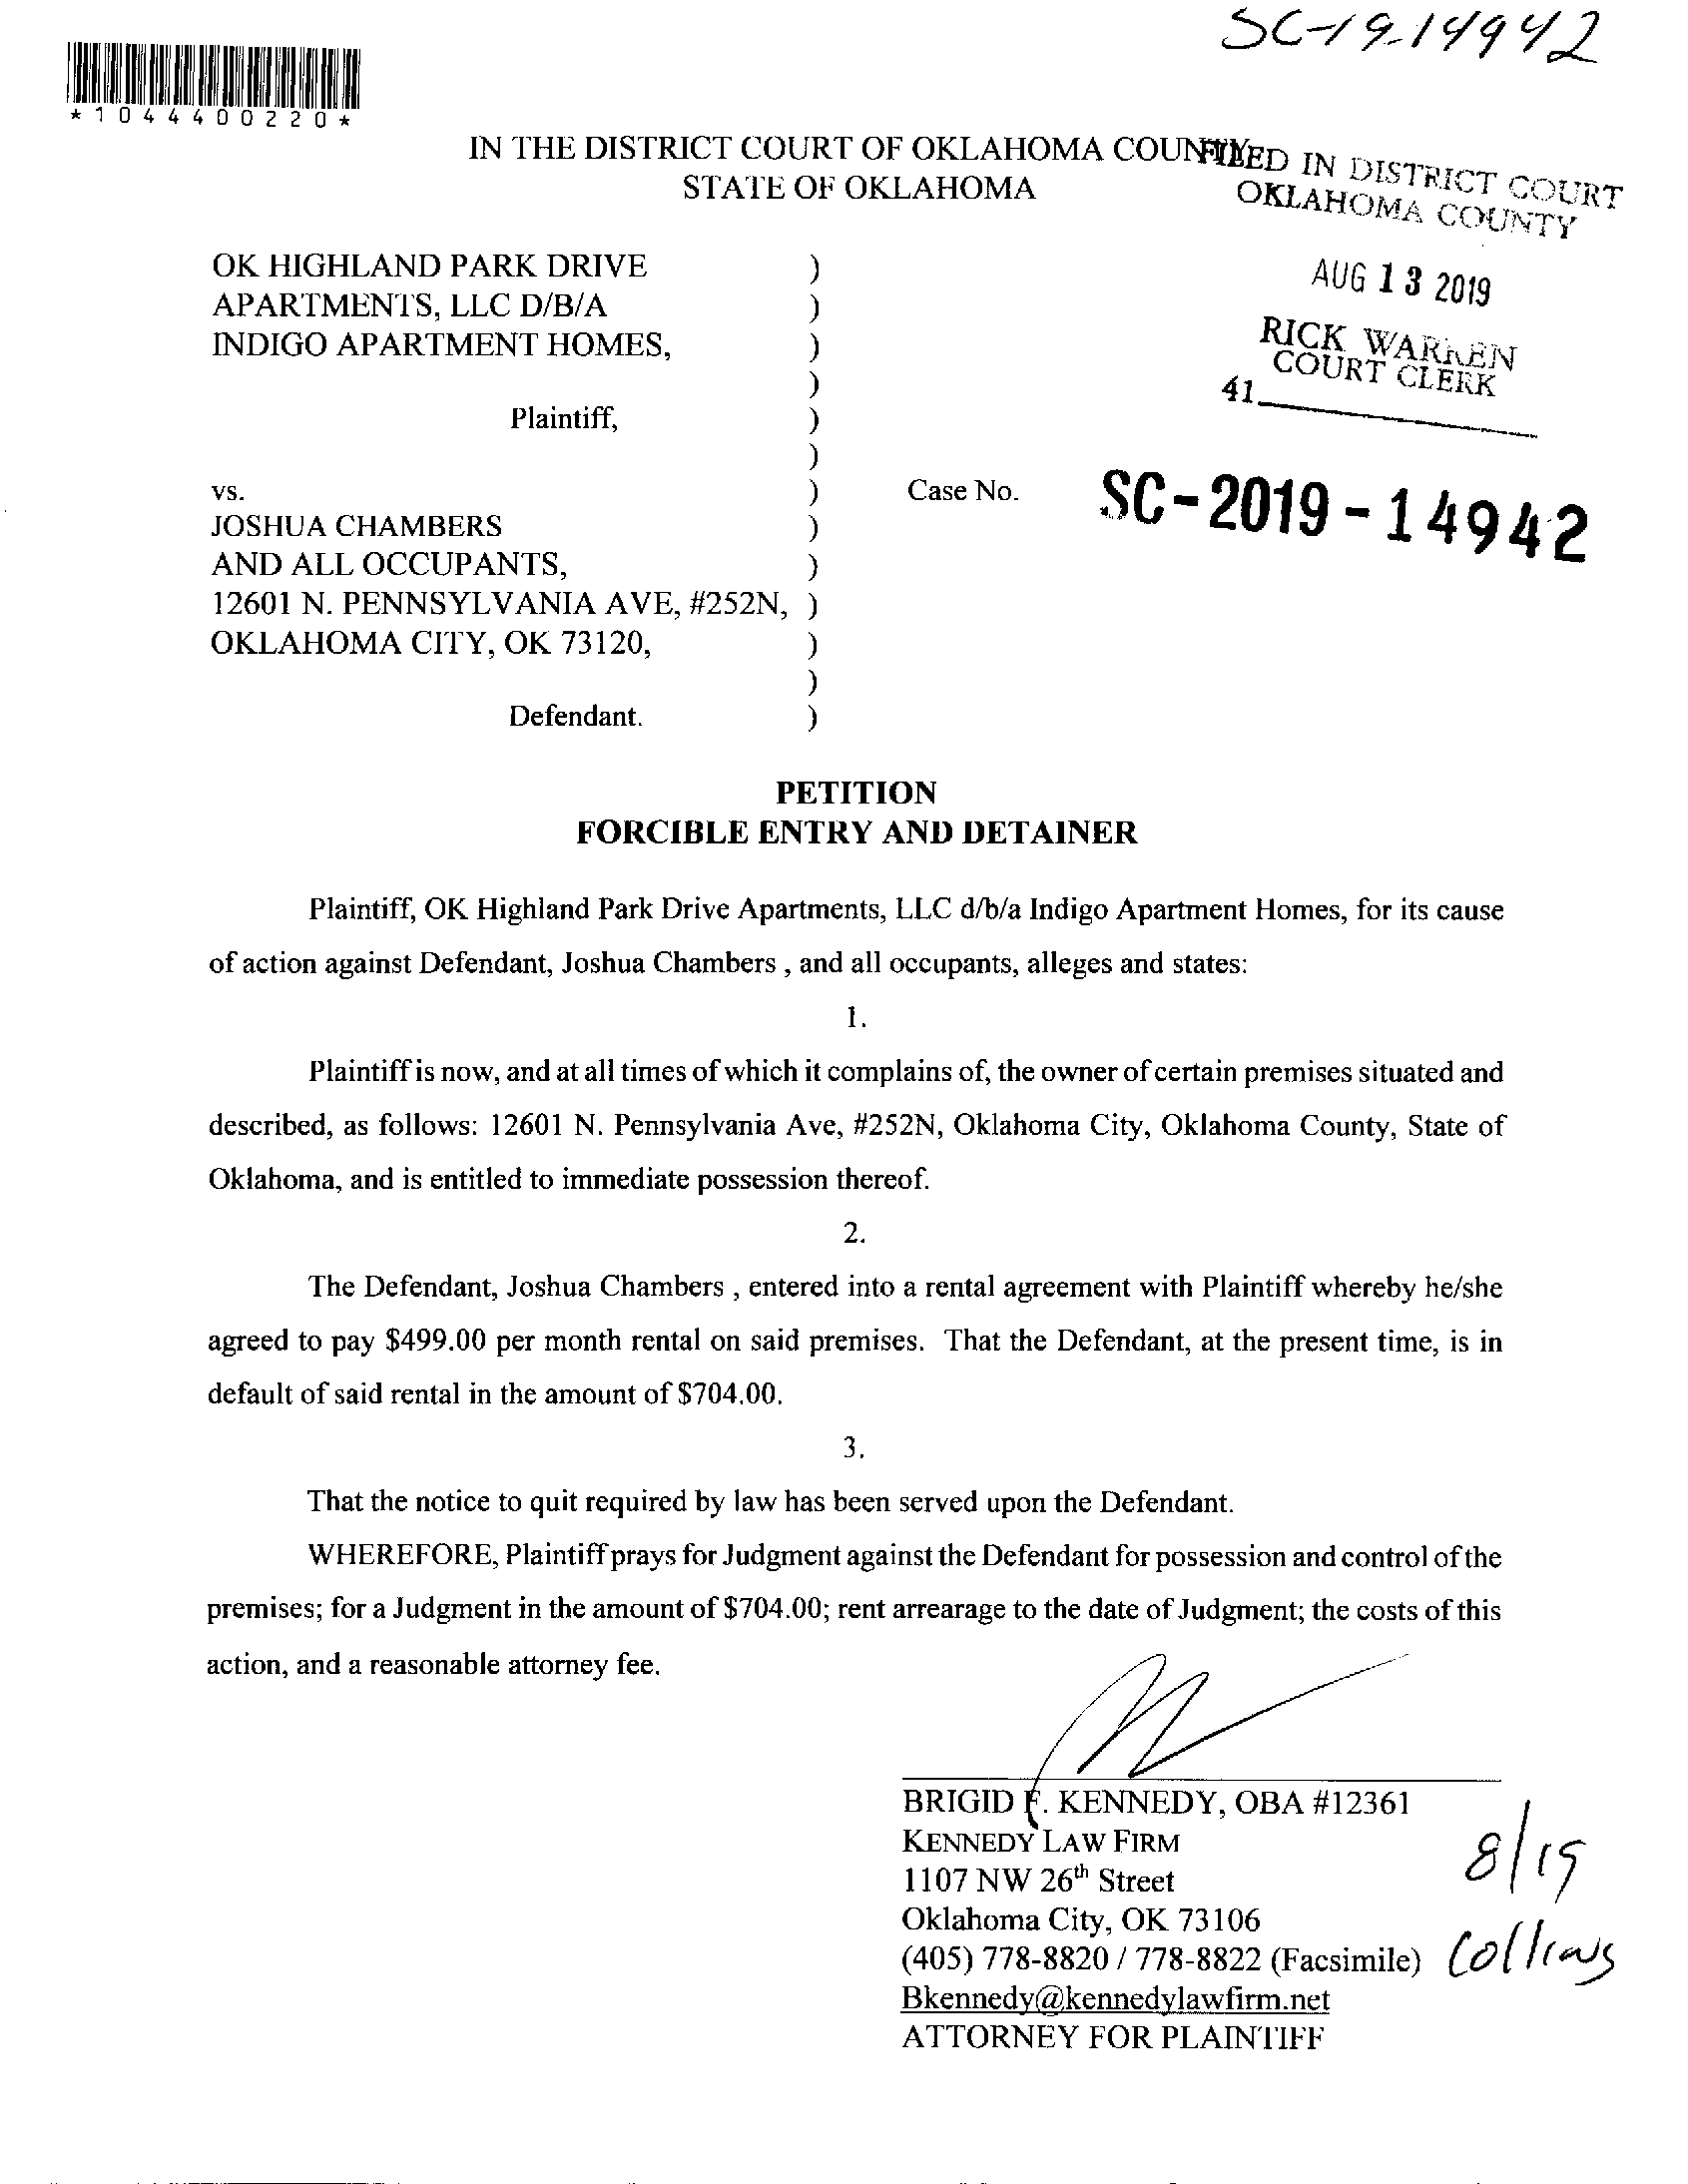 SC-19-14942
*1044400220*
IN THE DISTRICT COURT OF OKLAHOMA COUNTY
STATE OF OKLAHOMA
FILED IN DISTRICT COURT
OKLAHOMA COUNTY
AUG 13 2019
RICK WARREN
COURT CLERK
41
OK HIGHLAND PARK DRIVE )
APARTMENTS, LLC D/B/A )
INDIGO APARTMENT HOMES, )
)
Plaintiff, )
)
vs. ) Case No. SC-2019-14942
JOSHUA CHAMBERS )
AND ALL OCCUPANTS, )
12601 N. PENNSYLVANIA AVE, #252N, )
OKLAHOMA CITY, OK 73120, )
)
Defendant. )
PETITION
FORCIBLE ENTRY AND DETAINER
Plaintiff, OK Highland Park Drive Apartments, LLC d/b/a Indigo Apartment Homes, for its cause
of action against Defendant, Joshua Chambers , and all occupants, alleges and states:
1.
Plaintiff is now, and at all times of which it complains of, the owner of certain premises situated and
described, as follows: 12601 N. Pennsylvania Ave, #252N, Oklahoma City, Oklahoma County, State of
Oklahoma, and is entitled to immediate possession thereof.
2.
The Defendant, Joshua Chambers , entered into a rental agreement with Plaintiff whereby he/she
agreed to pay $499.00 per month rental on said premises. That the Defendant, at the present time, is in
default of said rental in the amount of $704.00.
3.
That the notice to quit required by law has been served upon the Defendant.
WHEREFORE, Plaintiff prays for Judgment against the Defendant for possession and control of the
premises; for a Judgment in the amount of $704.00; rent arrearage to the date of Judgment; the costs of this
action, and a reasonable attorney fee.
BRIGID F. KENNEDY, OBA #12361
KENNEDY LAW FIRM
1107 NW 26th Street
Oklahoma City, OK 73106
(405) 778-8820 / 778-8822 (Facsimile)
Bkennedy@kennedylawfirm.net
ATTORNEY FOR PLAINTIFF
8/19
Collins